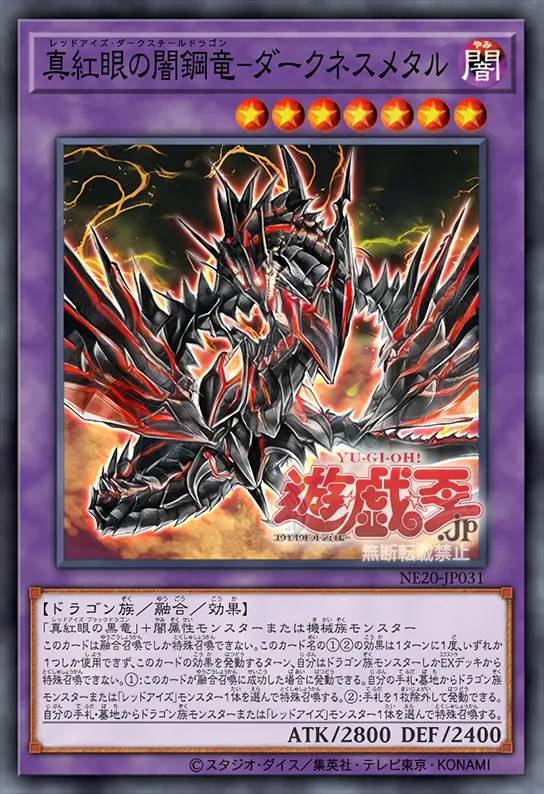 レッドアイズ・ダークスチールドラゴン
真紅眼の闇鋼竜-ダークネスメタル
やみ
闇
YU-GI-OH!
遊戯王.jp
無断転載禁止
NE20-JP031
【ドラゴン族/融合/効果】
「真紅眼の黒竜」+闇属性モンスターまたは機械族モンスター
このカードは融合召喚でしか特殊召喚できない。このカード名の①②の効果は1ターンに1度、いずれか
1つしか使用できず、このカードの効果を発動するターン、自分はドラゴン族モンスターしかEXデッキから
特殊召喚できない。①:このカードが融合召喚に成功した場合に発動できる。自分の手札・墓地からドラゴン
族モンスターまたは「レッドアイズ」モンスター1体を選んで特殊召喚する。②:手札を1枚除外して発動できる。
自分の手札・墓地からドラゴン族モンスターまたは「レッドアイズ」モンスター1体を選んで特殊召喚する。
ATK/2800 DEF/2400
©スタジオ・ダイス/集英社・テレビ東京・KONAMI